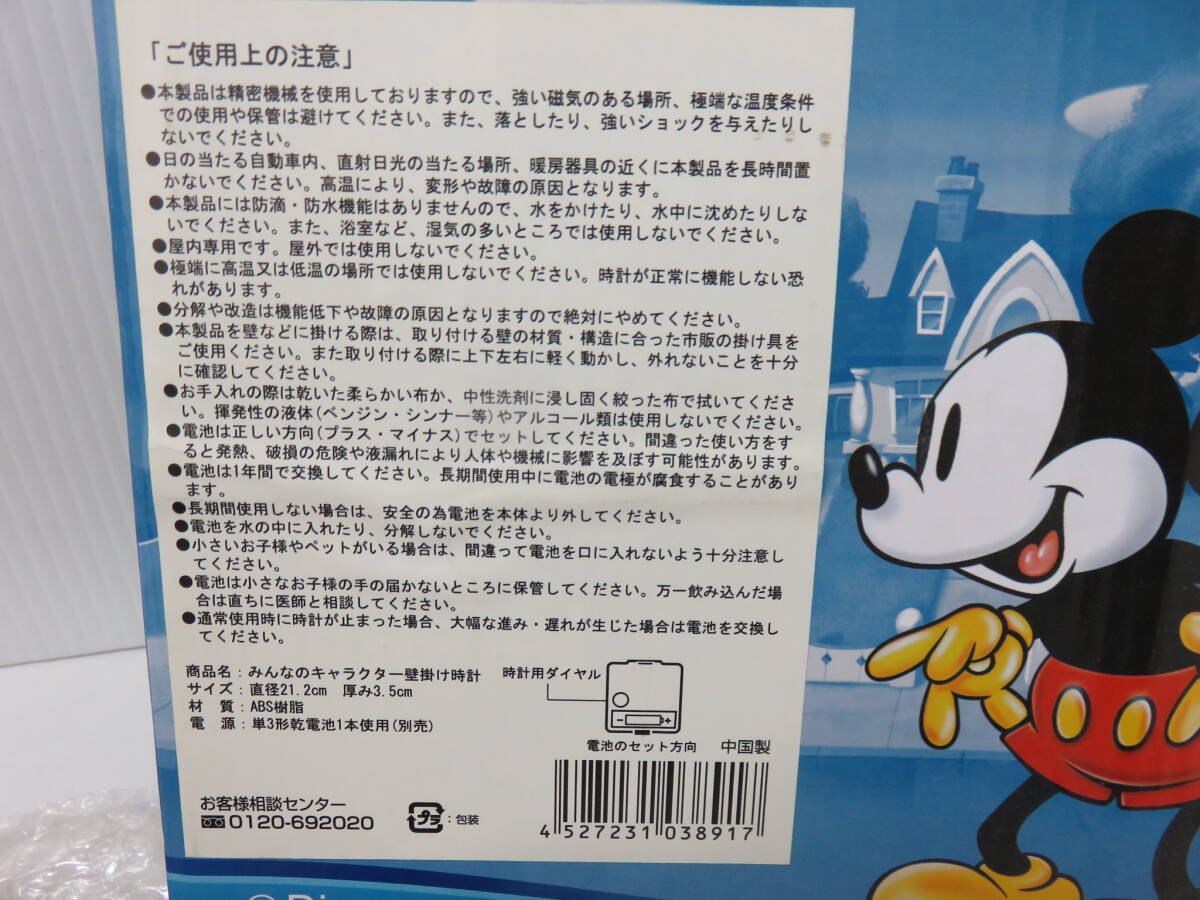 「ご使用上の注意」
●本製品は精密機械を使用しておりますので、強い磁気のある場所、極端な温度条件
での使用や保管は避けてください。また、落としたり、強いショックを与えたりし
ないでください。
●日の当たる自動車内、直射日光の当たる場所、暖房器具の近くに本製品を長時間置
かないでください。高温により、変形や故障の原因となります。
●本製品には防滴・防水機能はありませんので、水をかけたり、水中に沈めたりしな
いでください。また、浴室など、湿気の多いところでは使用しないでください。
●屋内専用です。屋外では使用しないでください。
●極端に高温又は低温の場所では使用しないでください。時計が正常に機能しない恐
れがあります。
●分解や改造は機能低下や故障の原因となりますので絶対にやめてください。
●本製品を壁などに掛ける際は、取り付ける壁の材質・構造に合った市販の掛け具を
ご使用ください。また取り付ける際に上下左右に軽く動かし、外れないことを十分
に確認してください。
●お手入れの際は乾いた柔らかい布か、中性洗剤に浸し固く絞った布で拭いてくださ
い。揮発性の液体(ベンジン・シンナー等)やアルコール類は使用しないでください。
●電池は正しい方向(プラス・マイナス)でセットしてください。間違った使い方をす
ると発熱、破損の危険や液漏れにより人体や機械に影響を及ぼす可能性があります。
●電池は1年間で交換してください。長期間使用中に電池の電極が腐食することがあり
ます。
●長期間使用しない場合は、安全の為電池を本体より外してください。
●電池を水の中に入れたり、分解しないでください。
●小さいお子様やペットがいる場合は、間違って電池を口に入れないよう十分注意し
てください。
●電池は小さなお子様の手の届かないところに保管してください。万一飲み込んだ場
合は直ちに医師と相談してください。
●通常使用時に時計が止まった場合、大幅な進み・遅れが生じた場合は電池を交換し
てください。
商品名：みんなのキャラクター壁掛け時計
サイズ：直径21.2cm 厚み3.5cm
材 質：ABS樹脂
電 源：単3形乾電池1本使用(別売)
時計用ダイヤル
－ ＋
電池のセット方向 中国製
お客様相談センター
0120-692020
プラ：包装
4 527231 038917